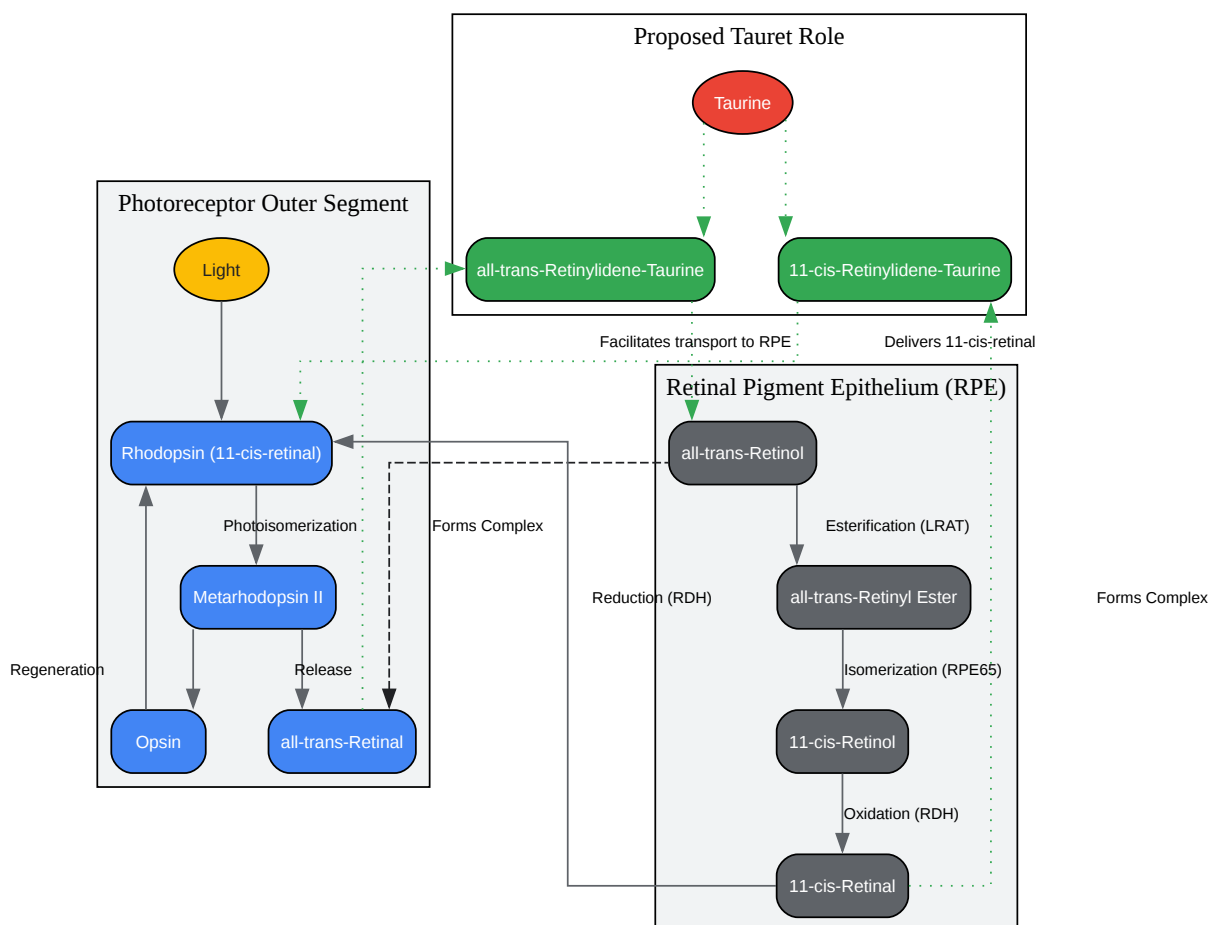 Proposed Tauret Role
Taurine
Photoreceptor Outer Segment
Light
all-trans-Retinylidene-Taurine
11-cis-Retinylidene-Taurine
Facilitates transport to RPE
Delivers 11-cis-retinal
Retinal Pigment Epithelium (RPE)
Rhodopsin (11-cis-retinal)
all-trans-Retinol
Photoisomerization
Forms Complex
Esterification (LRAT)
Metarhodopsin II
Reduction (RDH)
all-trans-Retinyl Ester
Forms Complex
Regeneration
Release
Isomerization (RPE65)
Opsin
all-trans-Retinal
11-cis-Retinol
Oxidation (RDH)
11-cis-Retinal